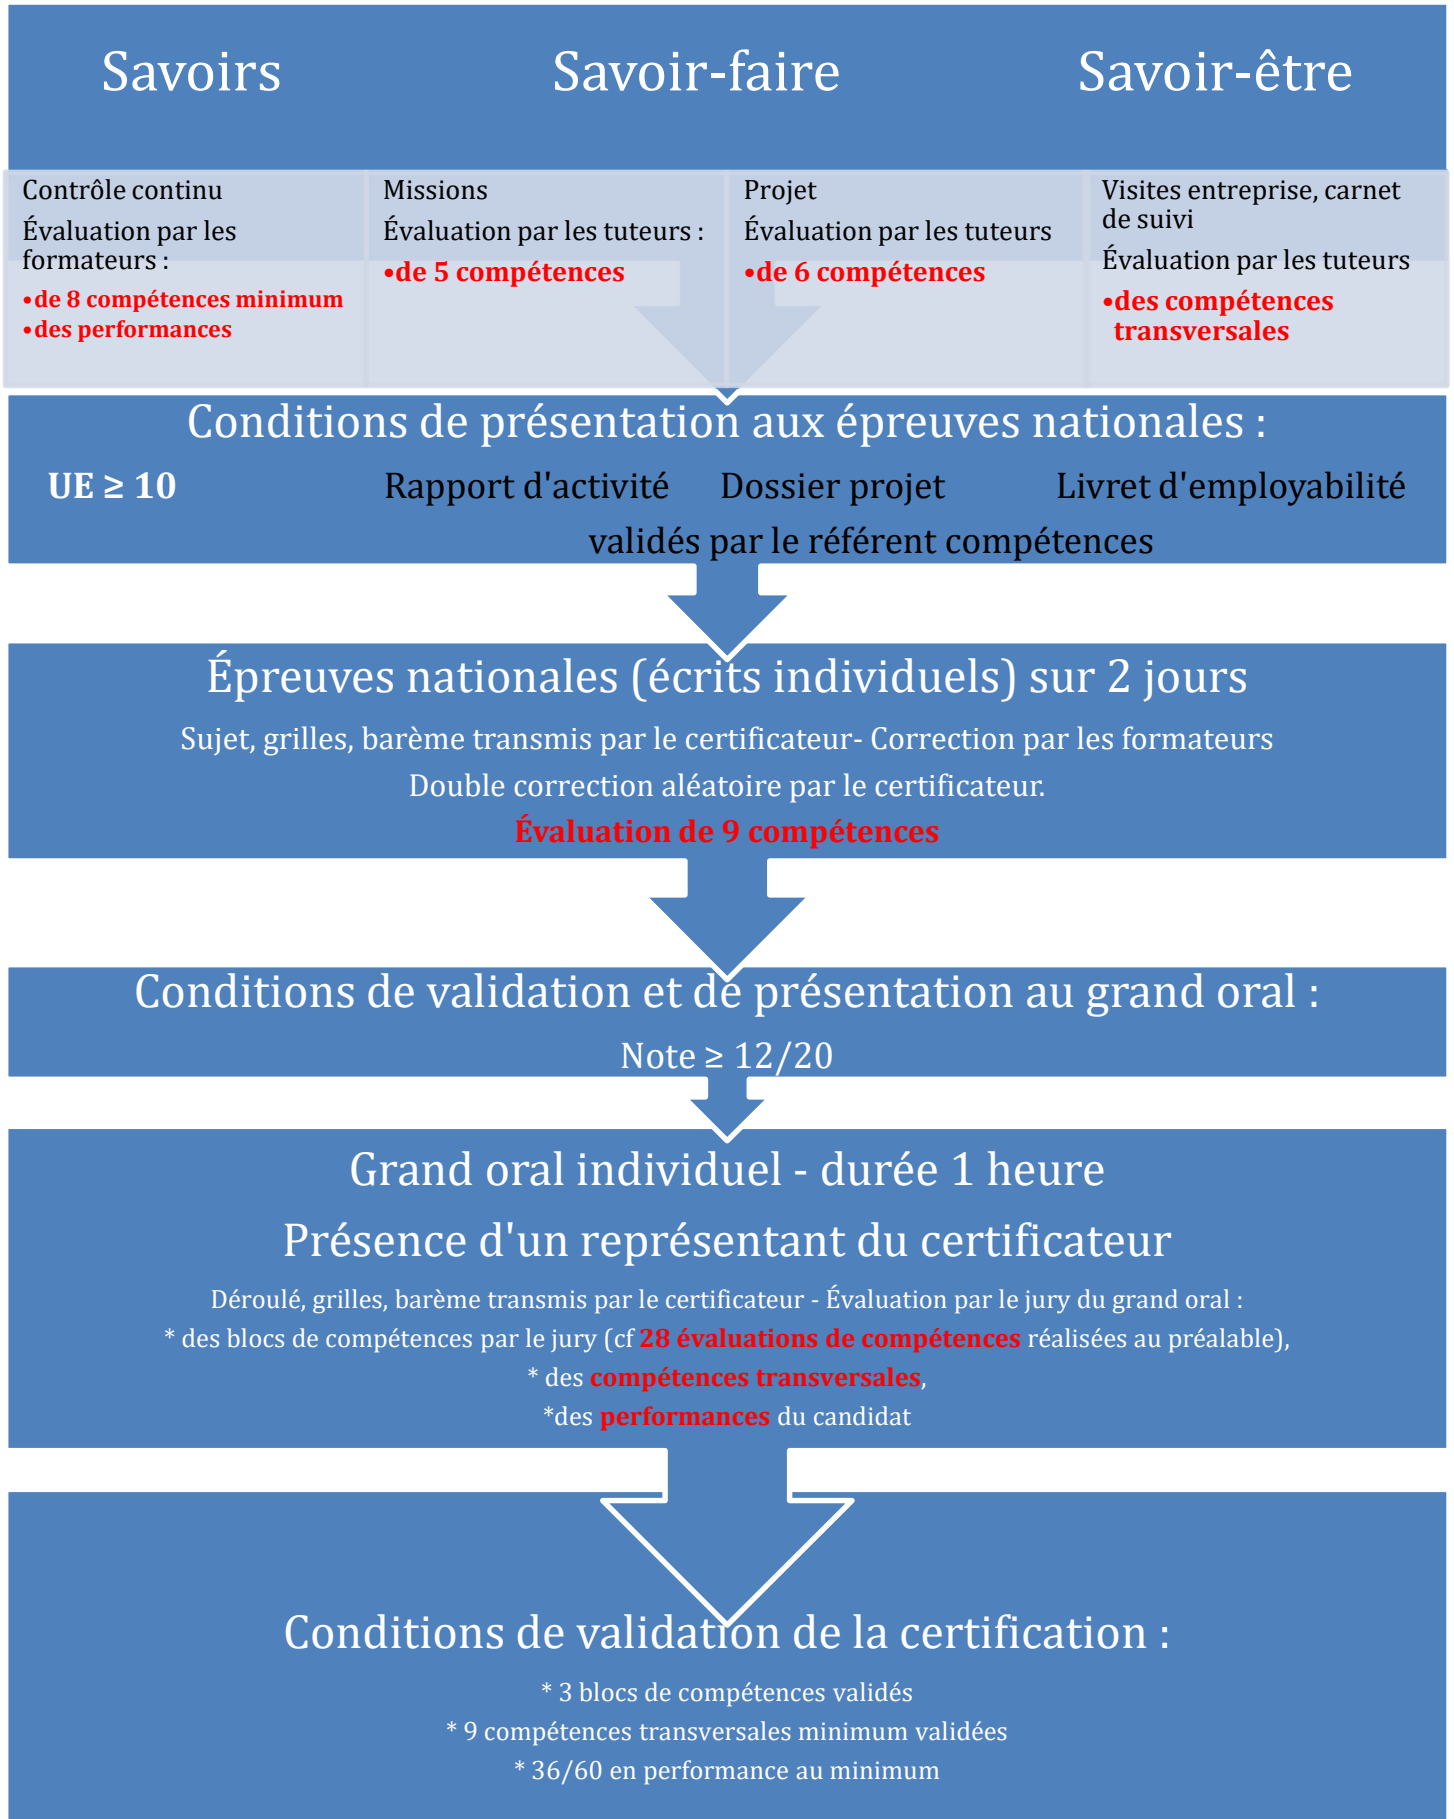 Savoirs
Savoir-faire
Savoir-être
Contrôle continu
Évaluation par les
formateurs :
•de 8 compétences minimum
•des performances
Missions
Évaluation par les tuteurs :
•de 5 compétences
Projet
Évaluation par les tuteurs
•de 6 compétences
Visites entreprise, carnet
de suivi
Évaluation par les tuteurs
•des compétences
transversales
Conditions de présentation aux épreuves nationales :
UE ≥ 10 Rapport d'activité Dossier projet Livret d'employabilité
validés par le référent compétences
Épreuves nationales (écrits individuels) sur 2 jours
Sujet, grilles, barème transmis par le certificateur- Correction par les formateurs
Double correction aléatoire par le certificateur.
Évaluation de 9 compétences
Conditions de validation et de présentation au grand oral :
Note ≥ 12/20
Grand oral individuel - durée 1 heure
Présence d'un représentant du certificateur
Déroulé, grilles, barème transmis par le certificateur - Évaluation par le jury du grand oral :
* des blocs de compétences par le jury (cf 28 évaluations de compétences réalisées au préalable),
* des compétences transversales,
*des performances du candidat
Conditions de validation de la certification :
* 3 blocs de compétences validés
* 9 compétences transversales minimum validées
* 36/60 en performance au minimum